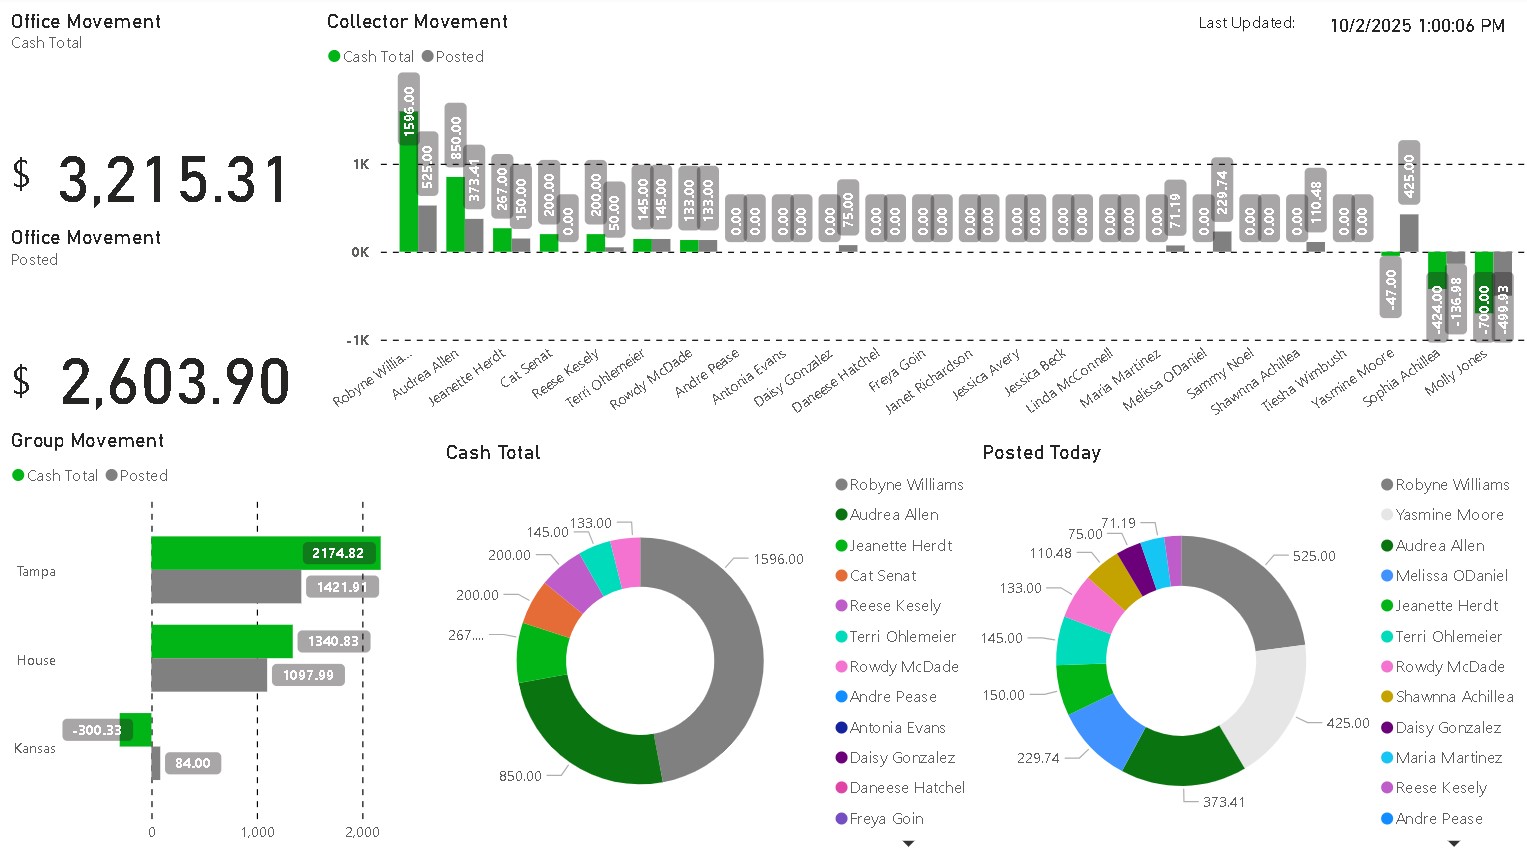 Office Movement
Cash Total
$ 3,215.31
Office Movement
Posted
$ 2,603.90
Collector Movement
Cash Total Posted
Last Updated: 10/2/2025 1:00:06 PM
1K
0K
-1K
1596.00
525.00
850.00
373.41
267.00
150.00
200.00
0.00
200.00
50.00
145.00
145.00
133.00
133.00
0.00
0.00
0.00
0.00
0.00
75.00
0.00
0.00
0.00
0.00
0.00
0.00
0.00
0.00
0.00
0.00
0.00
0.00
0.00
71.19
0.00
229.74
0.00
0.00
0.00
110.48
0.00
0.00
-47.00
425.00
-424.00
-136.98
-700.00
-499.93
Robyne Willia...
Audrea Allen
Jeanette Herdt
Cat Senat
Reese Kesely
Terri Ohlemeier
Rowdy McDade
Andre Pease
Antonia Evans
Daisy Gonzalez
Daneese Hatchel
Freya Goin
Janet Richardson
Jessica Avery
Jessica Beck
Linda McConnell
Maria Martinez
Melissa ODaniel
Sammy Noel
Shawnna Achillea
Tiesha Wimbush
Yasmine Moore
Sophia Achillea
Molly Jones
Group Movement
Cash Total Posted
Tampa
2174.82
1421.91
House
1340.83
1097.99
Kansas
-300.33
84.00
0
1,000
2,000
Cash Total
133.00
145.00
200.00
200.00
267....
850.00
1596.00
Robyne Williams
Audrea Allen
Jeanette Herdt
Cat Senat
Reese Kesely
Terri Ohlemeier
Rowdy McDade
Andre Pease
Antonia Evans
Daisy Gonzalez
Daneese Hatchel
Freya Goin
Posted Today
71.19
75.00
110.48
133.00
145.00
150.00
229.74
373.41
425.00
525.00
Robyne Williams
Yasmine Moore
Audrea Allen
Melissa ODaniel
Jeanette Herdt
Terri Ohlemeier
Rowdy McDade
Shawnna Achillea
Daisy Gonzalez
Maria Martinez
Reese Kesely
Andre Pease